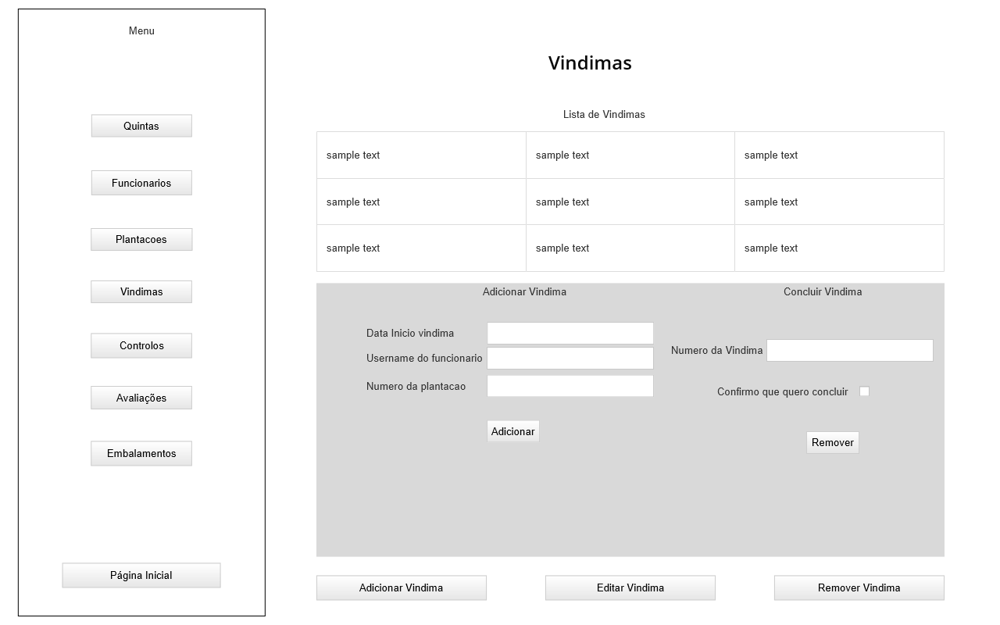 Menu
Quintas
Funcionarios
Plantacoes
Vindimas
Controlos
Avaliações
Embalamentos
Página Inicial
Vindimas
Lista de Vindimas
sample text sample text sample text
sample text sample text sample text
sample text sample text sample text
Adicionar Vindima
Data Inicio vindima
Username do funcionario
Numero da plantacao
Adicionar
Concluir Vindima
Numero da Vindima
Confirmo que quero concluir
Remover
Adicionar Vindima Editar Vindima Remover Vindima